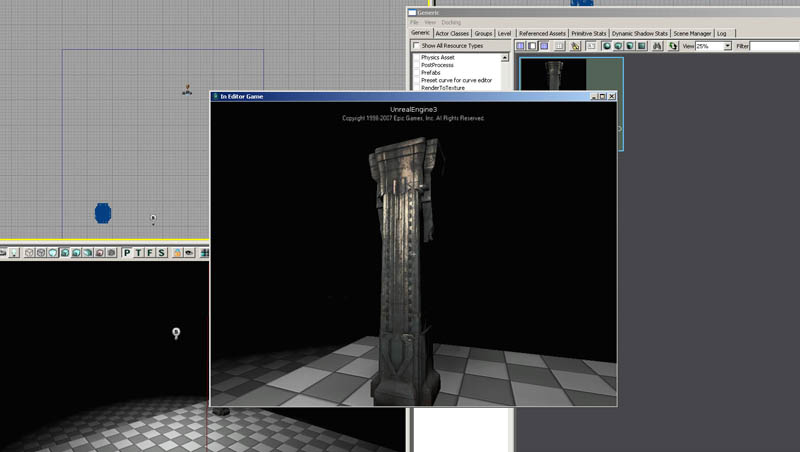 Generic
File View Docking
Generic Actor Classes Groups Level Referenced Assets Primitive Stats Dynamic Shadow Stats Scene Manager Log
Show All Resource Types
View 25% Filter
Physics Asset
PostProcess
Prefabs
Preset curve for curve editor
RenderToTexture
In Editor Game
UnrealEngine3
Copyright 1998-2007 Epic Games, Inc. All Rights Reserved.
P T F S